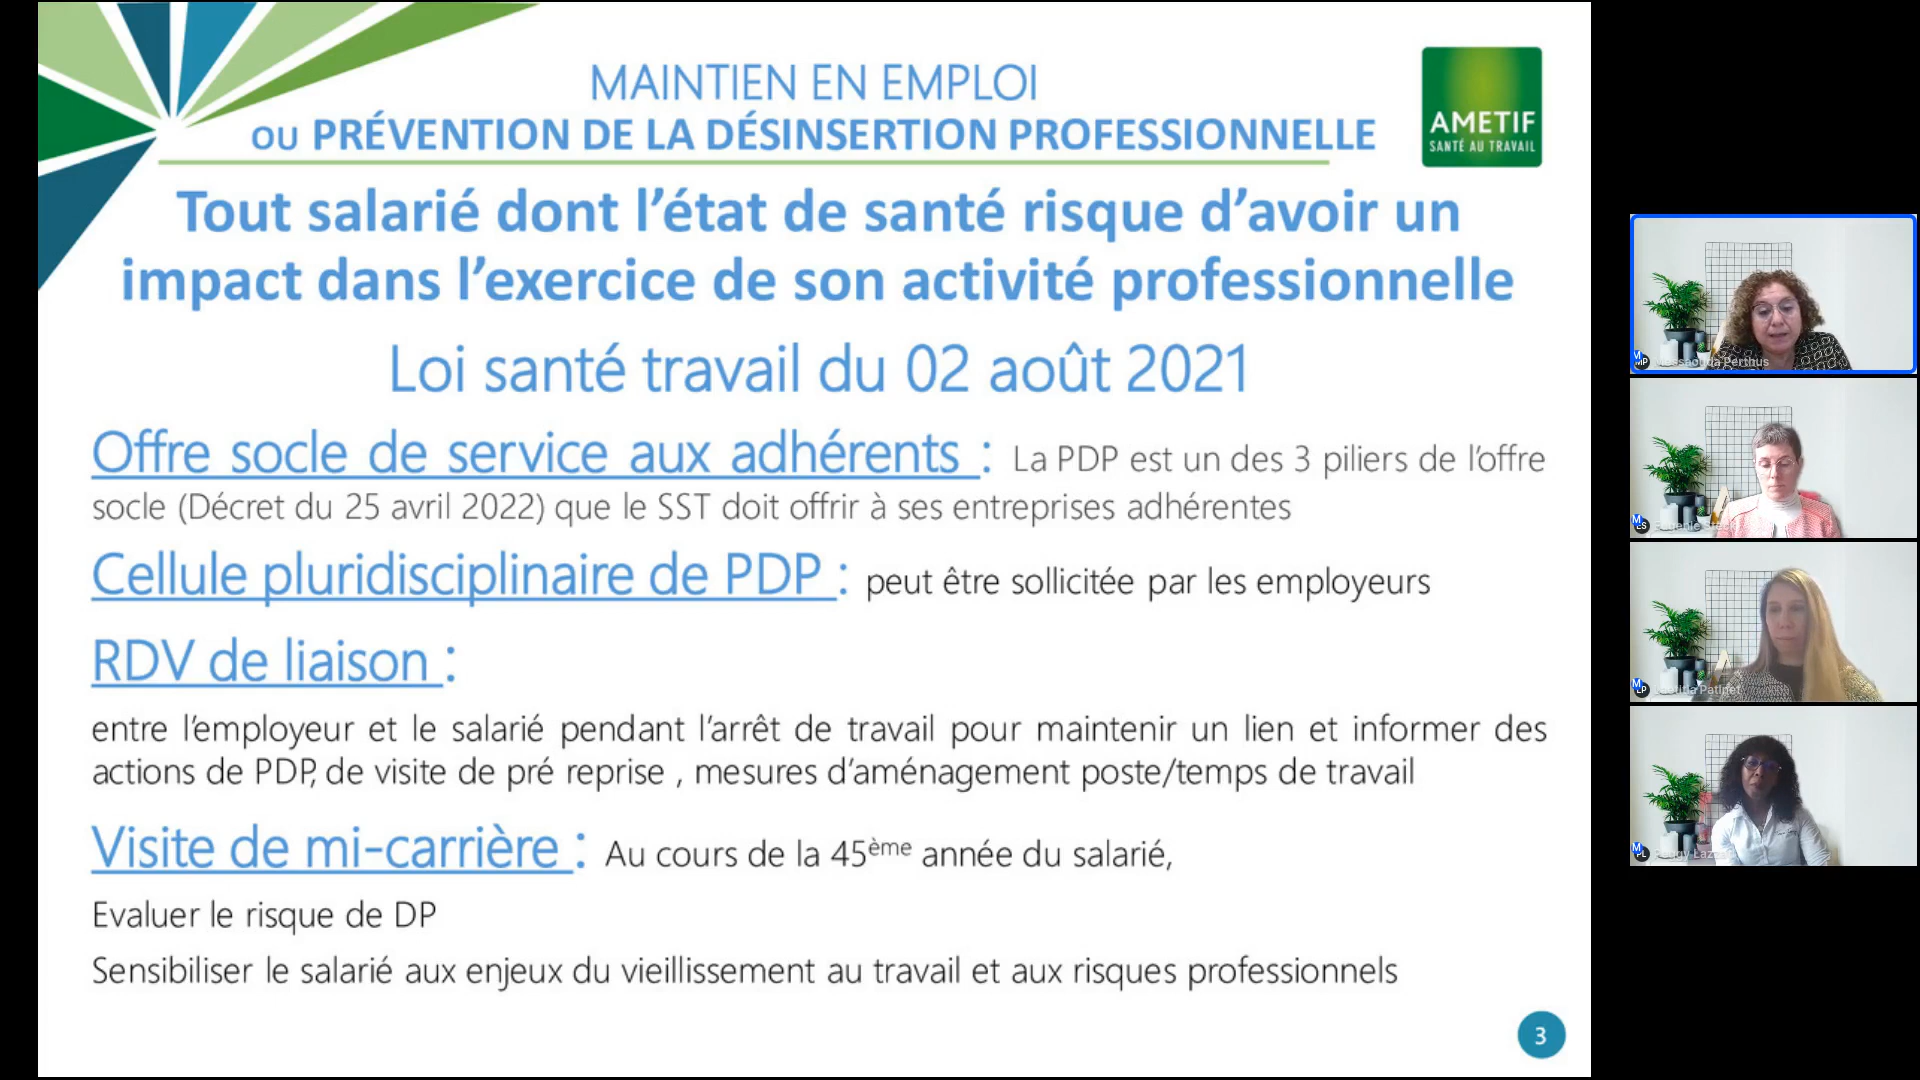 MAINTIEN EN EMPLOI
OU PRÉVENTION DE LA DÉSINSERTION PROFESSIONNELLE
AMETIF
SANTÉ AU TRAVAIL
Tout salarié dont l'état de santé risque d'avoir un
impact dans l'exercice de son activité professionnelle
Loi santé travail du 02 août 2021
Offre socle de service aux adhérents : La PDP est un des 3 piliers de l'offre
socle (Décret du 25 avril 2022) que le SST doit offrir à ses entreprises adhérentes
Cellule pluridisciplinaire de PDP : peut être sollicitée par les employeurs
RDV de liaison :
entre l'employeur et le salarié pendant l'arrêt de travail pour maintenir un lien et informer des
actions de PDP, de visite de pré reprise , mesures d'aménagement poste/temps de travail
Visite de mi-carrière : Au cours de la 45ème année du salarié,
Evaluer le risque de DP
Sensibiliser le salarié aux enjeux du vieillissement au travail et aux risques professionnels
3
M
MP
Perthus
M
ES
M
LP
Patinet
M
PL